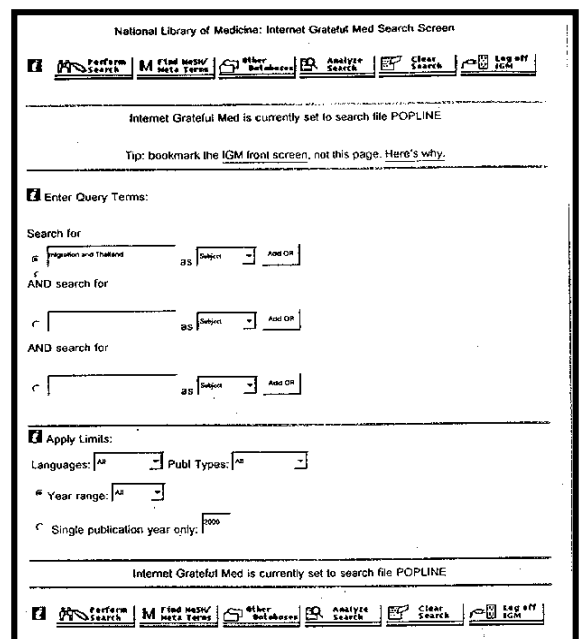 National Library of Medicine: Internet Grateful Med Search Screen
i Perform Search M Find MeSH/ Meta Terms Other Databases Analyze Search Clear Search Log off IGM
Internet Grateful Med is currently set to search file POPLINE
Tip: bookmark the IGM front screen, not this page. Here's why.
i Enter Query Terms:
Search for
migration and Thailand as Subject Add OR
AND search for
as Subject Add OR
AND search for
as Subject Add OR
i Apply Limits:
Languages: All Publ Types: All
Year range: All
Single publication year only: 2000
Internet Grateful Med is currently set to search file POPLINE
i Perform Search M Find MeSH/ Meta Terms Other Databases Analyze Search Clear Search Log off IGM